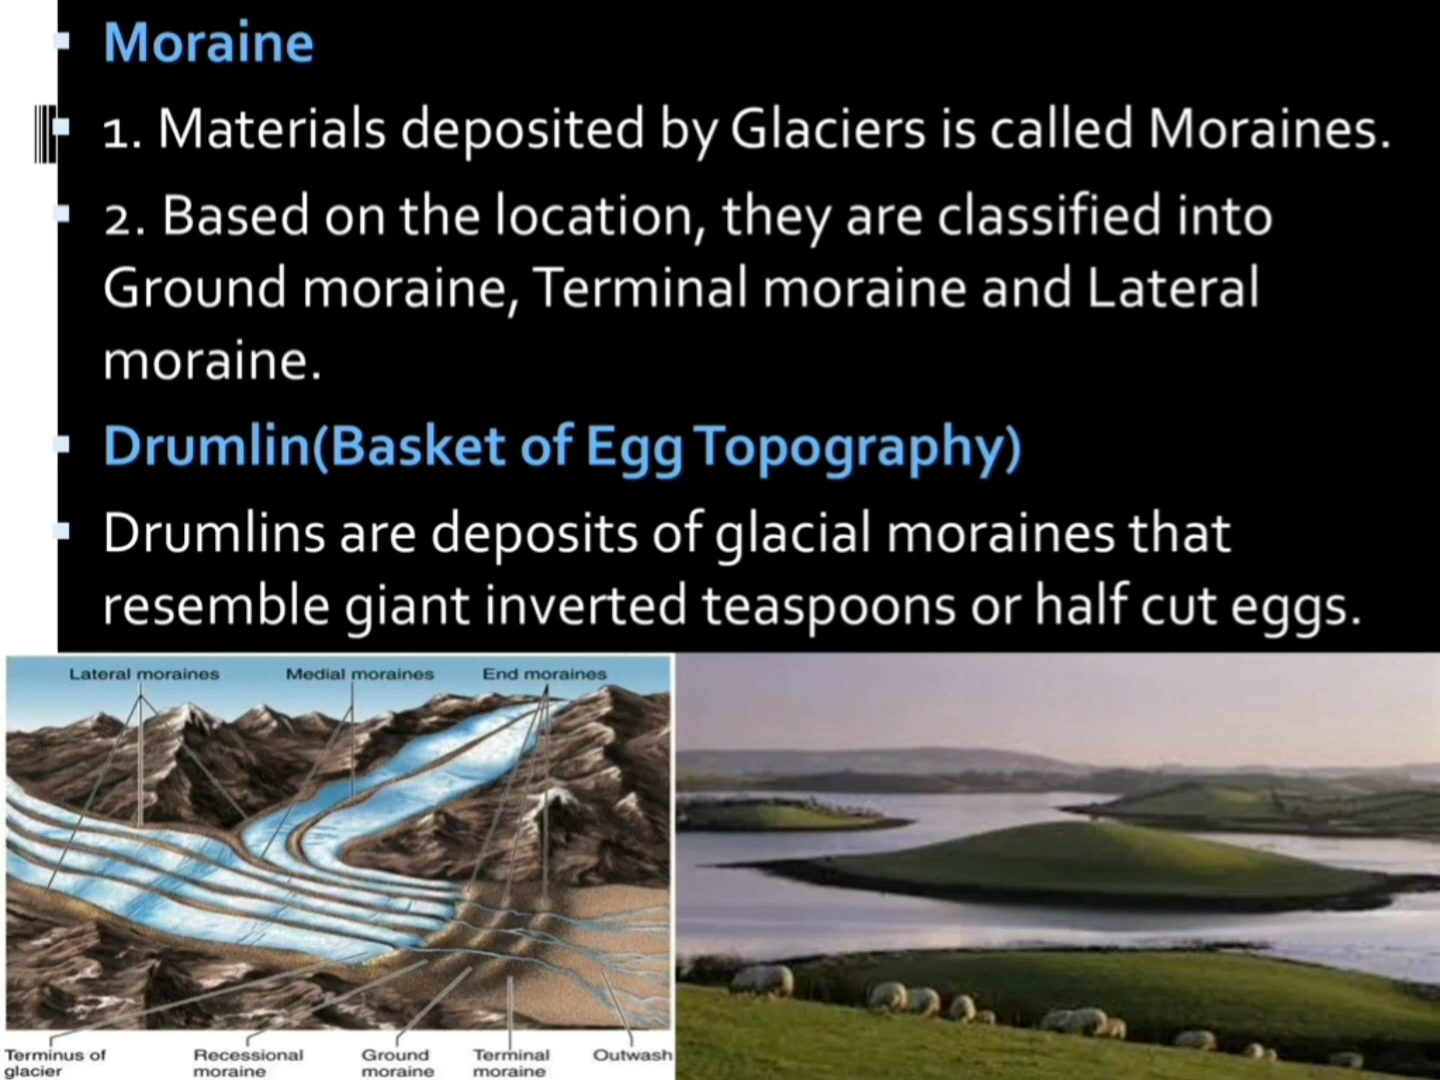 Moraine
1. Materials deposited by Glaciers is called Moraines.
2. Based on the location, they are classified into
Ground moraine, Terminal moraine and Lateral
moraine.
Drumlin(Basket of Egg Topography)
Drumlins are deposits of glacial moraines that
resemble giant inverted teaspoons or half cut eggs.
Lateral moraines
Medial moraines
End moraines
Terminus of
glacier
Recessional
moraine
Ground
moraine
Terminal
moraine
Outwash